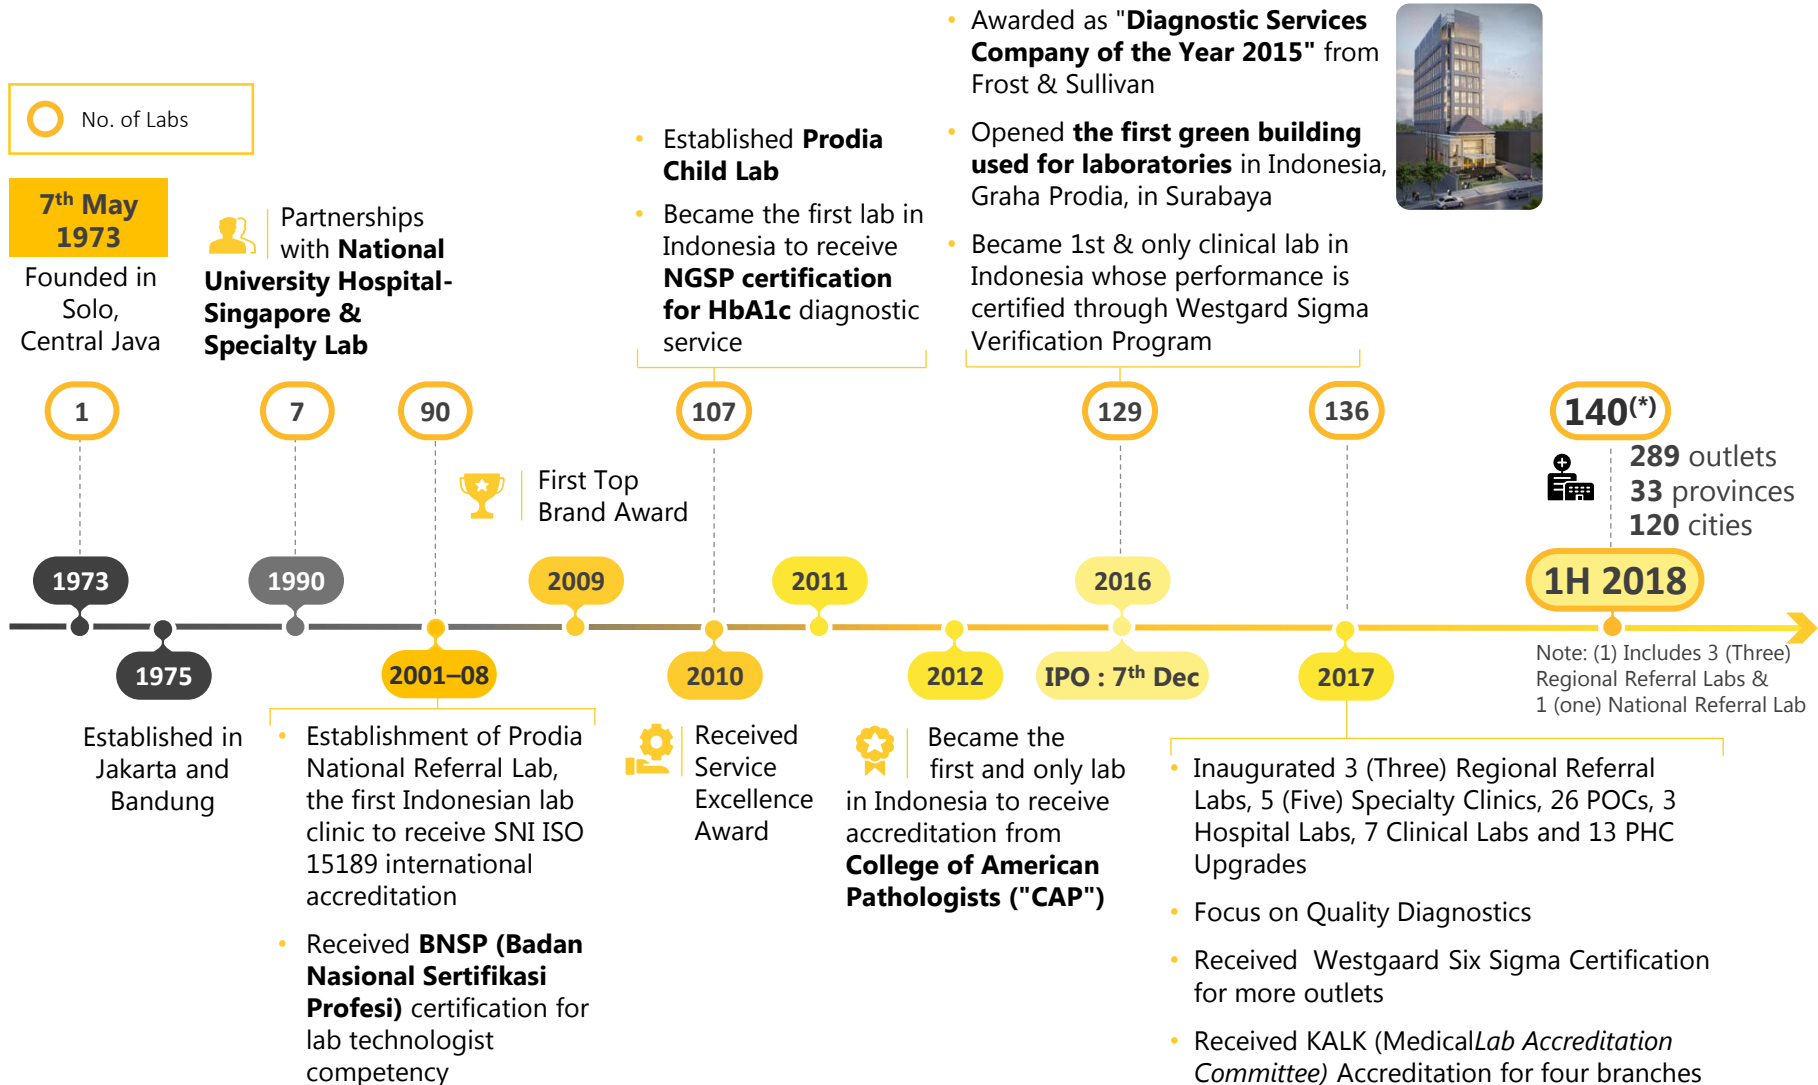 No. of Labs
7th May
1973
Founded in
Solo,
Central Java
Partnerships
with National
University Hospital-
Singapore &
Specialty Lab
• Established Prodia
Child Lab
• Became the first lab in
Indonesia to receive
NGSP certification
for HbA1c diagnostic
service
• Awarded as "Diagnostic Services
Company of the Year 2015" from
Frost & Sullivan
• Opened the first green building
used for laboratories in Indonesia,
Graha Prodia, in Surabaya
• Became 1st & only clinical lab in
Indonesia whose performance is
certified through Westgard Sigma
Verification Program
1
7
90
107
129
136
140(*)
289 outlets
33 provinces
120 cities
First Top
Brand Award
1973
1990
2009
2011
2016
1H 2018
1975
2001–08
2010
2012
IPO : 7th Dec
2017
Note: (1) Includes 3 (Three)
Regional Referral Labs &
1 (one) National Referral Lab
Established in
Jakarta and
Bandung
• Establishment of Prodia
National Referral Lab,
the first Indonesian lab
clinic to receive SNI ISO
15189 international
accreditation
• Received BNSP (Badan
Nasional Sertifikasi
Profesi) certification for
lab technologist
competency
Received
Service
Excellence
Award
Became the
first and only lab
in Indonesia to receive
accreditation from
College of American
Pathologists ("CAP")
• Inaugurated 3 (Three) Regional Referral
Labs, 5 (Five) Specialty Clinics, 26 POCs, 3
Hospital Labs, 7 Clinical Labs and 13 PHC
Upgrades
• Focus on Quality Diagnostics
• Received Westgaard Six Sigma Certification
for more outlets
• Received KALK (MedicalLab Accreditation
Committee) Accreditation for four branches